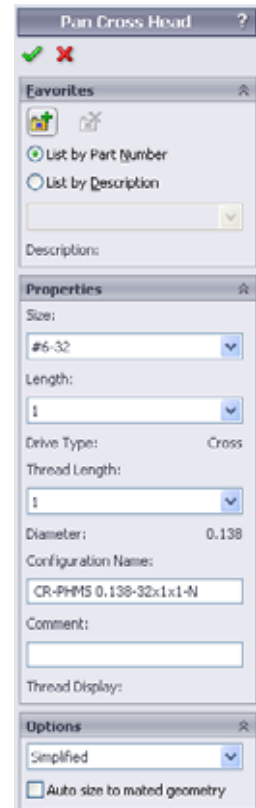 Pan Cross Head ?
Favorites
List by Part Number
List by Description
Description:
Properties
Size:
#6-32
Length:
1
Drive Type: Cross
Thread Length:
1
Diameter: 0.138
Configuration Name:
CR-PHMS 0.138-32x1x1-N
Comment:
Thread Display:
Options
Simplified
Auto size to mated geometry